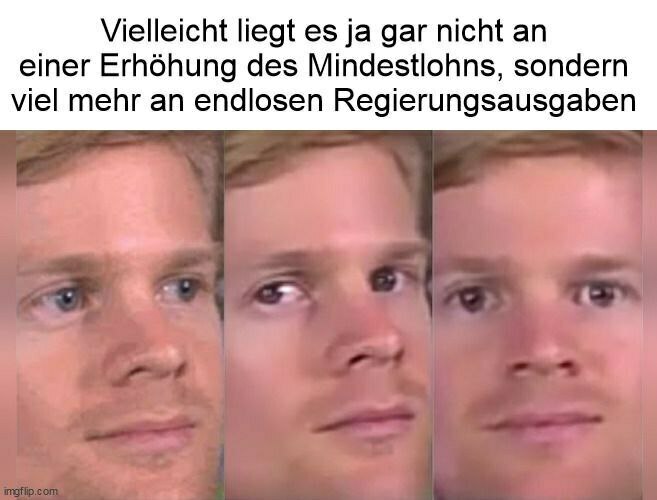 Vielleicht liegt es ja gar nicht an
einer Erhöhung des Mindestlohns, sondern
viel mehr an endlosen Regierungsausgaben
imgflip.com